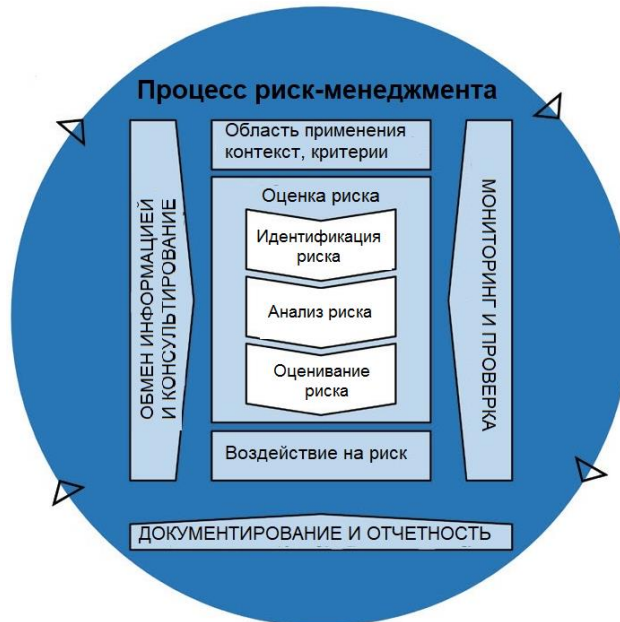 Процесс риск-менеджмента
Область применения
контекст, критерии
Оценка риска
Идентификация
риска
Анализ риска
Оценивание
риска
Воздействие на риск
ОБМЕН ИНФОРМАЦИЕЙ
И КОНСУЛЬТИРОВАНИЕ
МОНИТОРИНГ И ПРОВЕРКА
ДОКУМЕНТИРОВАНИЕ И ОТЧЕТНОСТЬ